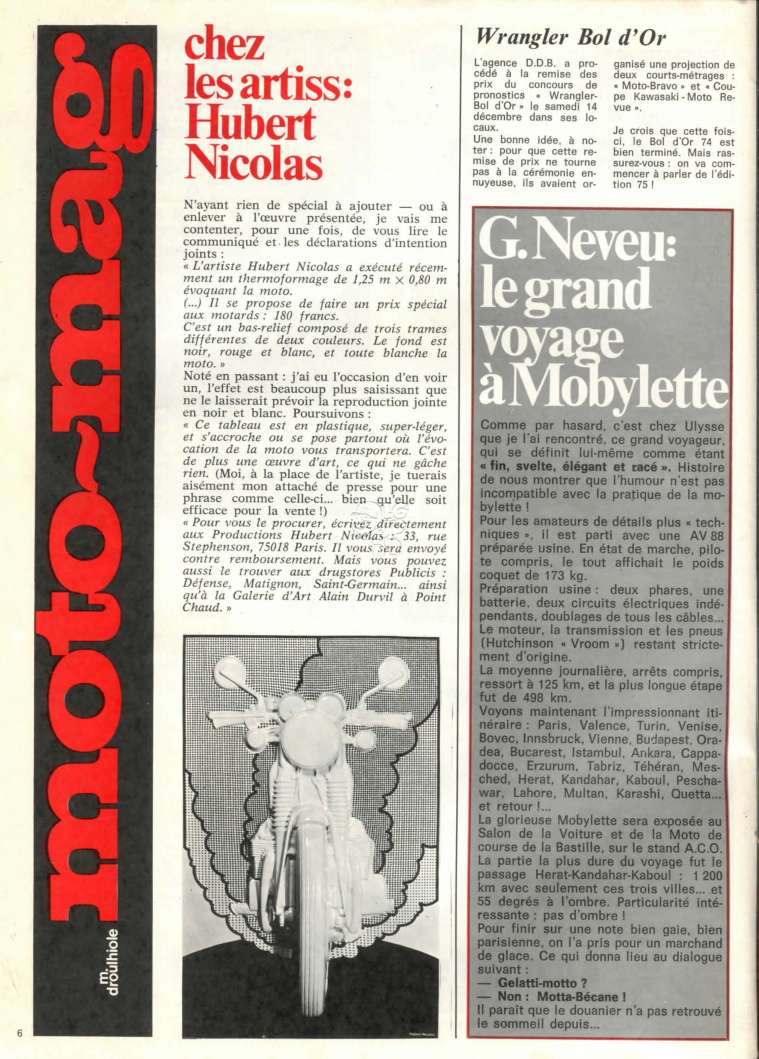 moto~mag
m.
droulhiole
chez
les artiss:
Hubert
Nicolas
N'ayant rien de spécial à ajouter — ou à
enlever à l'œuvre présentée, je vais me
contenter, pour une fois, de vous lire le
communiqué et les déclarations d'intention
joints :
« L'artiste Hubert Nicolas a exécuté récem-
ment un thermoformage de 1,25 m × 0,80 m
évoquant la moto.
(...) Il se propose de faire un prix spécial
aux motards : 180 francs.
C'est un bas-relief composé de trois trames
différentes de deux couleurs. Le fond est
noir, rouge et blanc, et toute blanche la
moto. »
Noté en passant : j'ai eu l'occasion d'en voir
un, l'effet est beaucoup plus saisissant que
ne le laisserait prévoir la reproduction jointe
en noir et blanc. Poursuivons :
« Ce tableau est en plastique, super-léger,
et s'accroche ou se pose partout où l'évo-
cation de la moto vous transportera. C'est
de plus une œuvre d'art, ce qui ne gâche
rien. (Moi, à la place de l'artiste, je tuerais
aisément mon attaché de presse pour une
phrase comme celle-ci... bien qu'elle soit
efficace pour la vente !)
« Pour vous le procurer, écrivez directement
aux Productions Hubert Nicolas : 33, rue
Stephenson, 75018 Paris. Il vous sera envoyé
contre remboursement. Mais vous pouvez
aussi le trouver aux drugstores Publicis :
Défense, Matignon, Saint-Germain... ainsi
qu'à la Galerie d'Art Alain Durvil à Point
Chaud. »
Hubert Nicolas
Wrangler Bol d'Or
L'agence D.D.B. a pro-
cédé à la remise des
prix du concours de
pronostics « Wrangler-
Bol d'Or » le samedi 14
décembre dans ses lo-
caux.
Une bonne idée, à no-
ter : pour que cette re-
mise de prix ne tourne
pas à la cérémonie en-
nuyeuse, ils avaient or-
ganisé une projection de
deux courts-métrages :
« Moto-Bravo » et « Cou-
pe Kawasaki - Moto Re-
vue ».
Je crois que cette fois-
ci, le Bol d'Or 74 est
bien terminé. Mais ras-
surez-vous : on va com-
mencer à parler de l'édi-
tion 75 !
G. Neveu:
le grand
voyage
à Mobylette
Comme par hasard, c'est chez Ulysse
que je l'ai rencontré, ce grand voyageur,
qui se définit lui-même comme étant
« fin, svelte, élégant et racé ». Histoire
de nous montrer que l'humour n'est pas
incompatible avec la pratique de la mo-
bylette !
Pour les amateurs de détails plus « tech-
niques », il est parti avec une AV 88
préparée usine. En état de marche, pilo-
te compris, le tout affichait le poids
coquet de 173 kg.
Préparation usine : deux phares, une
batterie, deux circuits électriques indé-
pendants, doublages de tous les câbles...
Le moteur, la transmission et les pneus
(Hutchinson « Vroom ») restant stricte-
ment d'origine.
La moyenne journalière, arrêts compris,
ressort à 125 km, et la plus longue étape
fut de 498 km.
Voyons maintenant l'impressionnant iti-
néraire : Paris, Valence, Turin, Venise,
Bovec, Innsbruck, Vienne, Budapest, Ora-
dea, Bucarest, Istambul, Ankara, Cappa-
docce, Erzurum, Tabriz, Téhéran, Mes-
ched, Herat, Kandahar, Kaboul, Pescha-
war, Lahore, Multan, Karashi, Quetta...
et retour !...
La glorieuse Mobylette sera exposée au
Salon de la Voiture et de la Moto de
course de la Bastille, sur le stand A.C.O.
La partie la plus dure du voyage fut le
passage Herat-Kandahar-Kaboul : 1 200
km avec seulement ces trois villes... et
55 degrés à l'ombre. Particularité inté-
ressante : pas d'ombre !
Pour finir sur une note bien gaie, bien
parisienne, on l'a pris pour un marchand
de glace. Ce qui donna lieu au dialogue
suivant :
— Gelatti-motto ?
— Non : Motta-Bécane !
Il paraît que le douanier n'a pas retrouvé
le sommeil depuis...
6